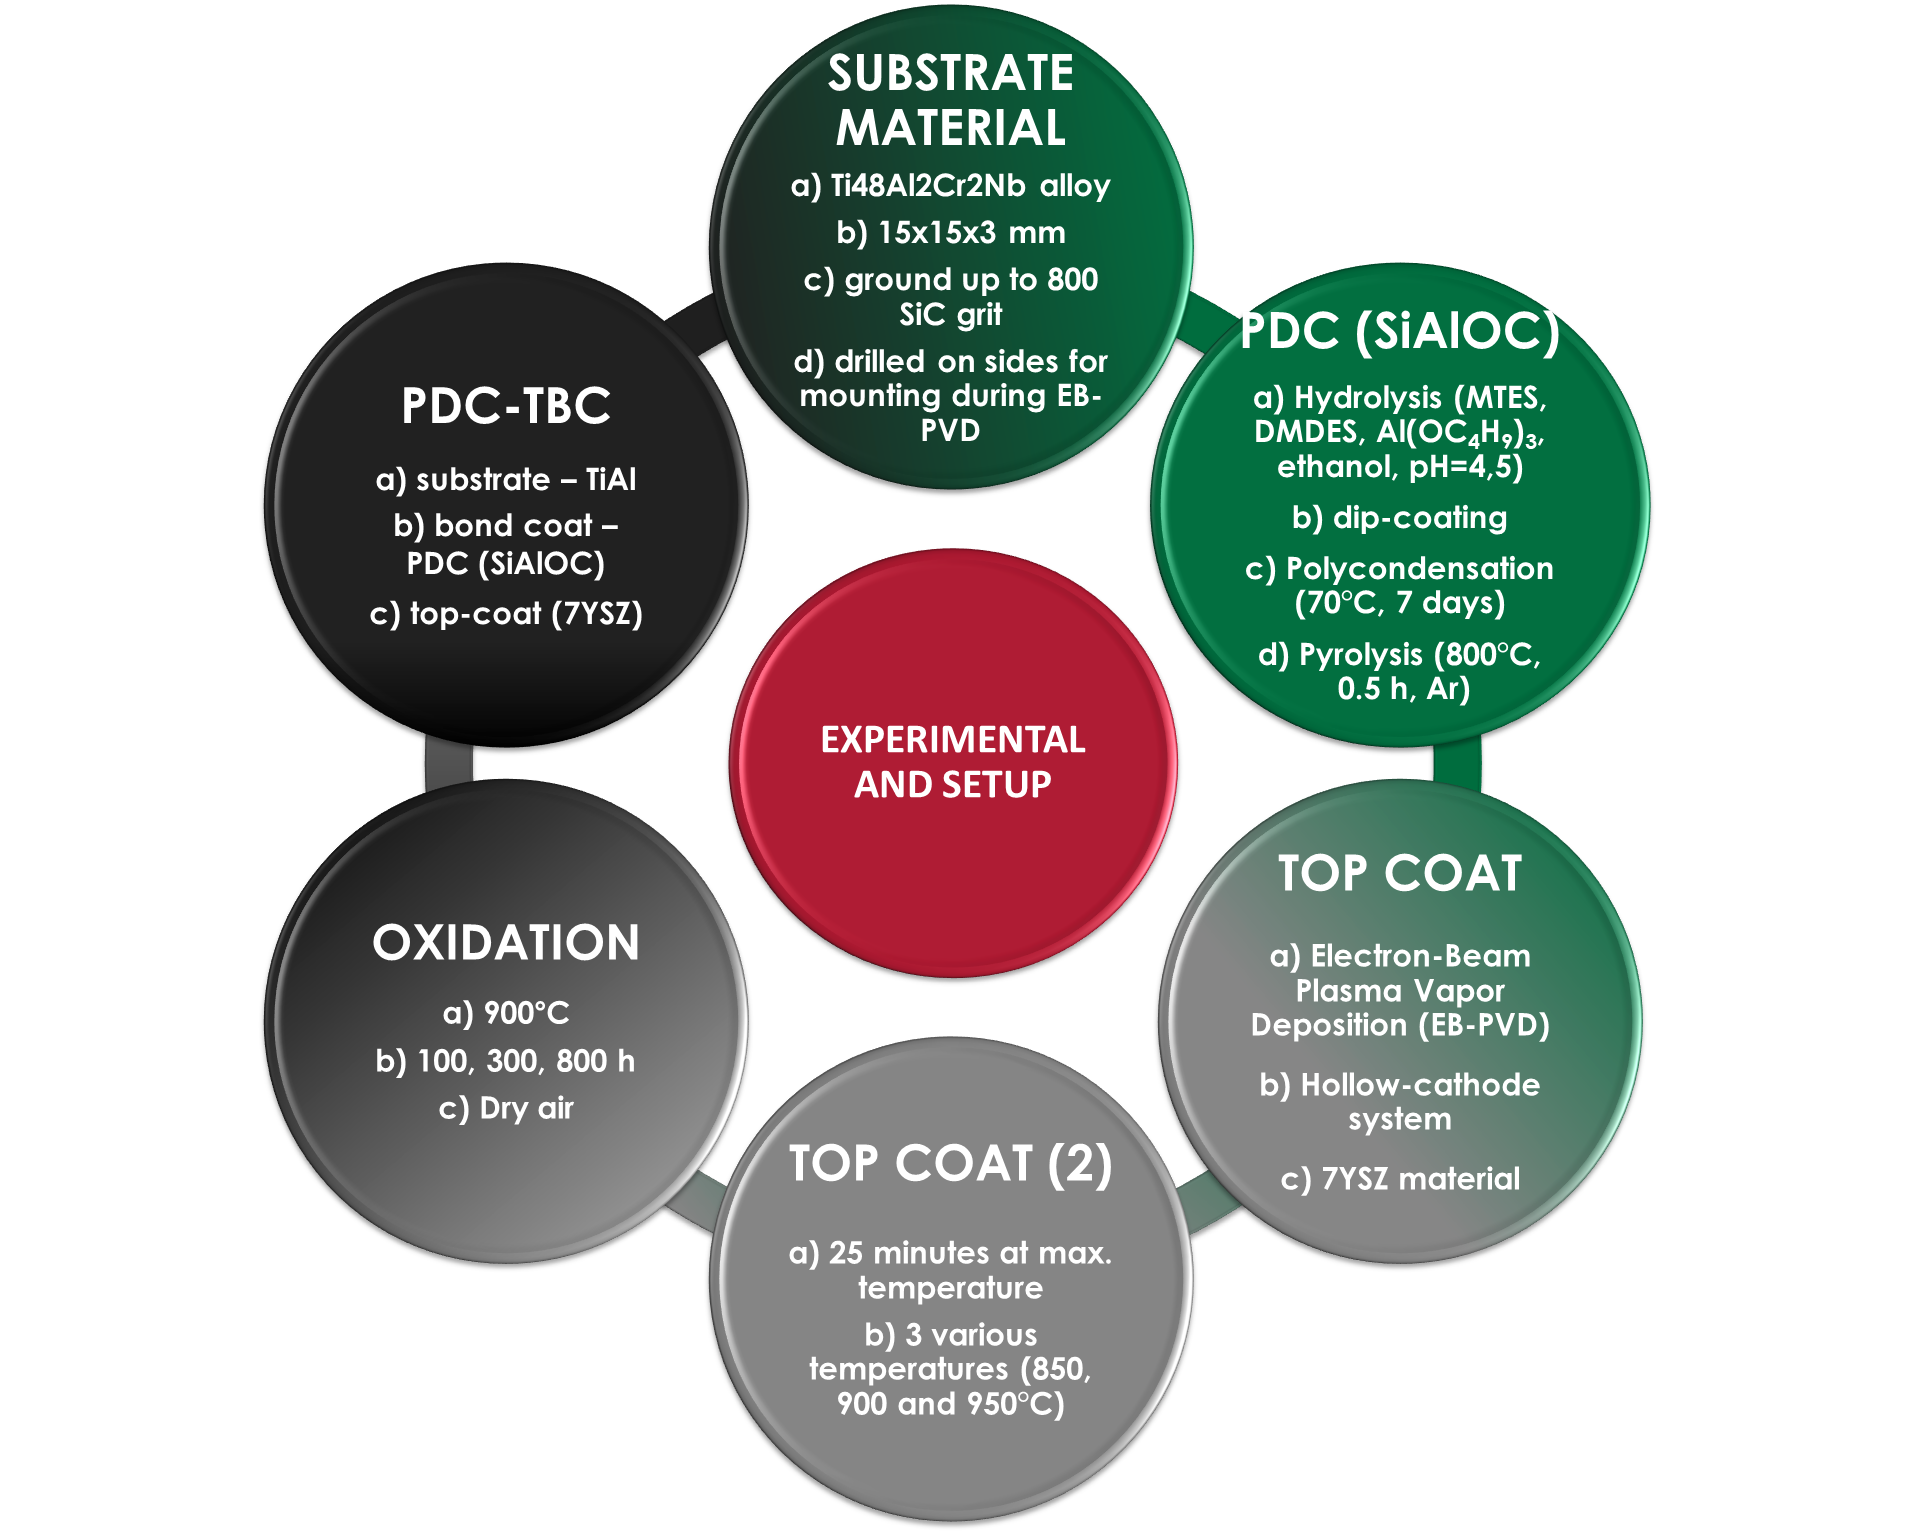 SUBSTRATE
MATERIAL
a) Ti48Al2Cr2Nb alloy
b) 15x15x3 mm
c) ground up to 800
SiC grit
d) drilled on sides for
mounting during EB-
PVD
PDC (SiAlOC)
a) Hydrolysis (MTES,
DMDES, Al(OC₄H₉)₃,
ethanol, pH=4,5)
b) dip-coating
c) Polycondensation
(70°C, 7 days)
d) Pyrolysis (800°C,
0.5 h, Ar)
TOP COAT
a) Electron-Beam
Plasma Vapor
Deposition (EB-PVD)
b) Hollow-cathode
system
c) 7YSZ material
TOP COAT (2)
a) 25 minutes at max.
temperature
b) 3 various
temperatures (850,
900 and 950°C)
OXIDATION
a) 900°C
b) 100, 300, 800 h
c) Dry air
PDC-TBC
a) substrate – TiAl
b) bond coat –
PDC (SiAlOC)
c) top-coat (7YSZ)
EXPERIMENTAL
AND SETUP